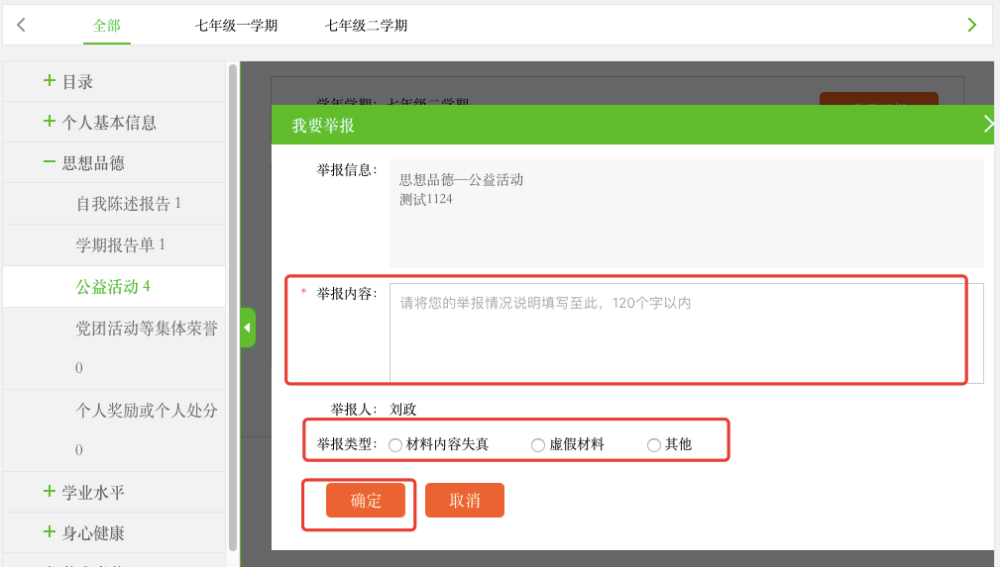 全部 七年级一学期 七年级二学期
目录
个人基本信息
思想品德
自我陈述报告 1
学期报告单 1
公益活动 4
党团活动等集体荣誉
0
个人奖励或个人处分
0
学业水平
身心健康
学年学期：七年级二学期
我要举报
举报信息：
思想品德—公益活动
测试1124
* 举报内容：
请将您的举报情况说明填写至此，120个字以内
举报人： 刘政
举报类型： 材料内容失真 虚假材料 其他
确定 取消